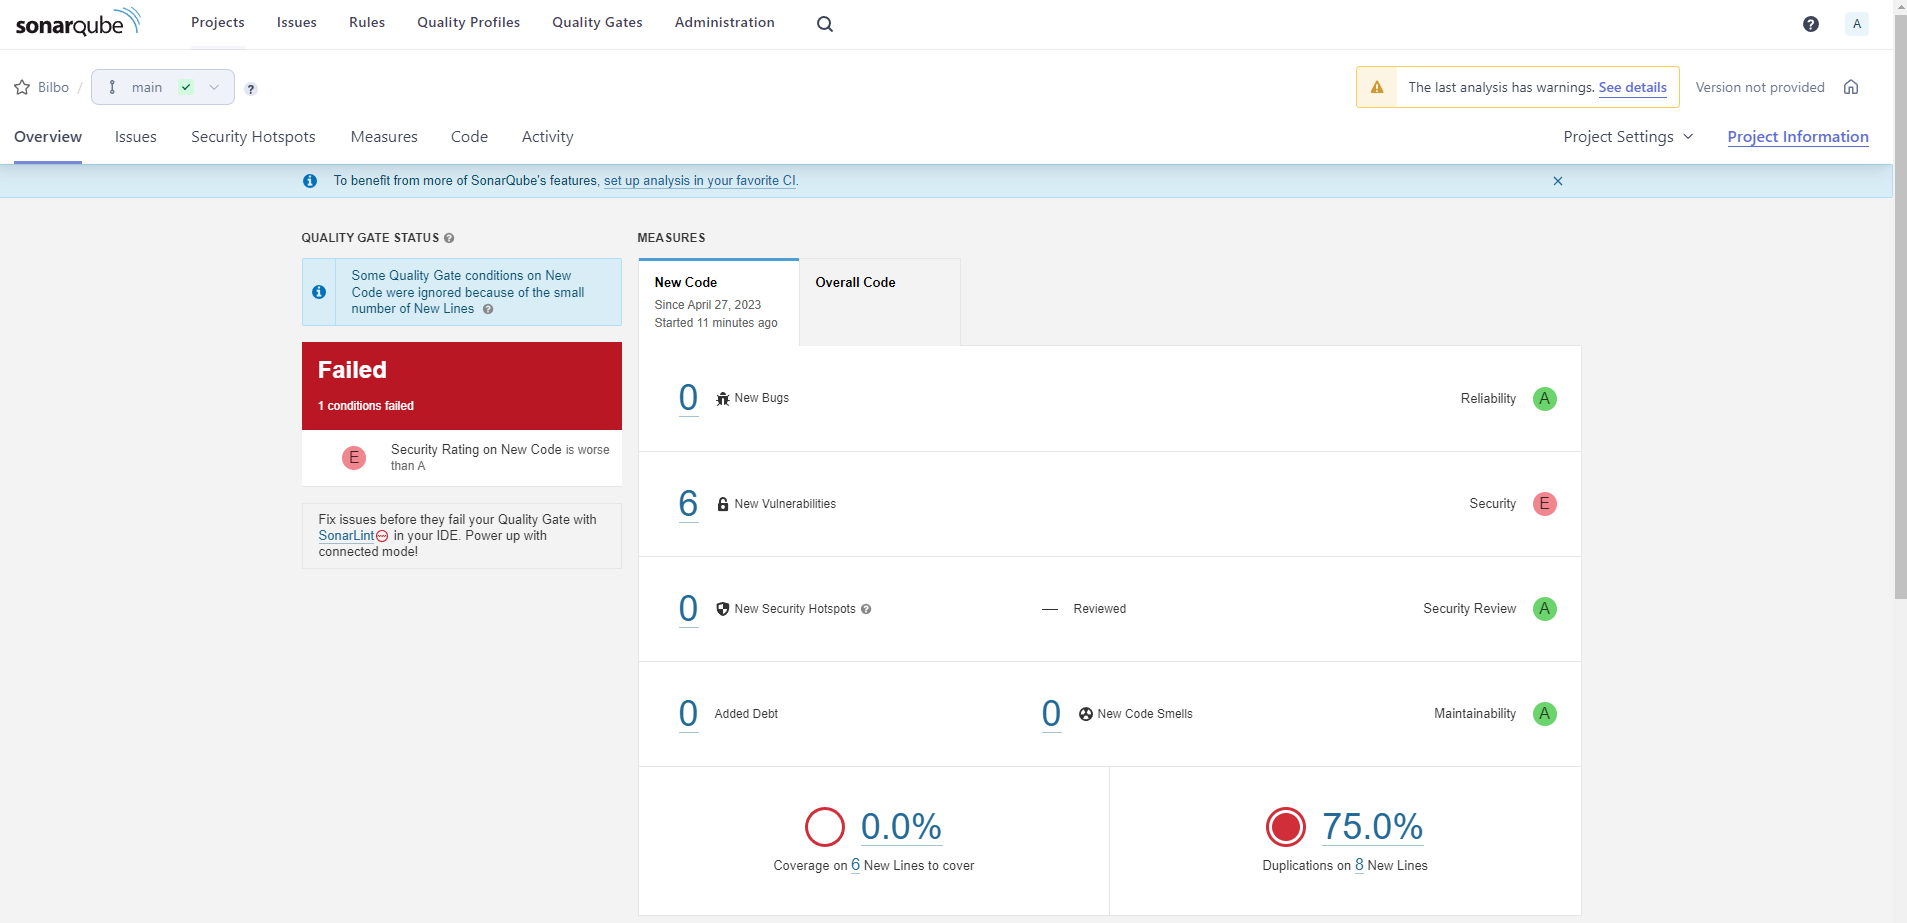 sonarqube Projects Issues Rules Quality Profiles Quality Gates Administration ? A
Bilbo / main ? The last analysis has warnings. See details Version not provided
Overview Issues Security Hotspots Measures Code Activity Project Settings Project Information
To benefit from more of SonarQube's features, set up analysis in your favorite CI.
QUALITY GATE STATUS ?
Some Quality Gate conditions on New
Code were ignored because of the small
number of New Lines ?
Failed
1 conditions failed
E Security Rating on New Code is worse
than A
Fix issues before they fail your Quality Gate with
SonarLint in your IDE. Power up with
connected mode!
MEASURES
New Code
Since April 27, 2023
Started 11 minutes ago
Overall Code
0 New Bugs Reliability A
6 New Vulnerabilities Security E
0 New Security Hotspots ? — Reviewed Security Review A
0 Added Debt 0 New Code Smells Maintainability A
0.0%
Coverage on 6 New Lines to cover
75.0%
Duplications on 8 New Lines